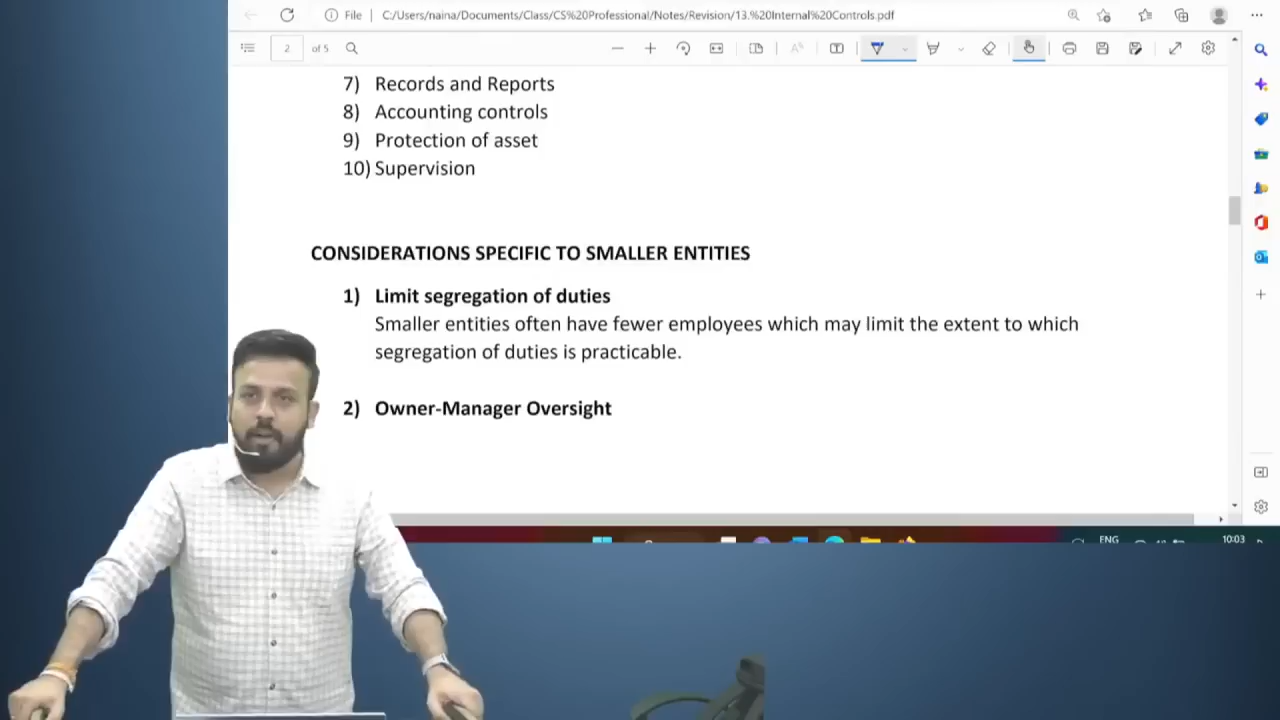 File | C:/Users/naina/Documents/Class/CS%20Professional/Notes/Revision/13.%20Internal%20Controls.pdf
2 of 5
7) Records and Reports
8) Accounting controls
9) Protection of asset
10) Supervision
CONSIDERATIONS SPECIFIC TO SMALLER ENTITIES
1) Limit segregation of duties
Smaller entities often have fewer employees which may limit the extent to which
segregation of duties is practicable.
2) Owner-Manager Oversight
ENG
10:03